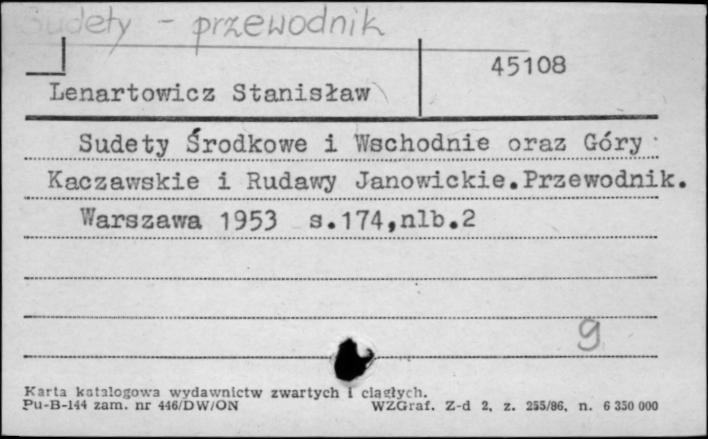 Sudety - przewodnik
45108
Lenartowicz Stanisław
Sudety Środkowe i Wschodnie oraz Góry
Kaczawskie i Rudawy Janowickie.Przewodnik.
Warszawa 1953 s.174,nlb.2
9
Karta katalogowa wydawnictw zwartych i ciągłych.
Pu-B-144 zam. nr 446/DW/ON WZGraf. Z-d 2, z. 255/86, n. 6 350 000